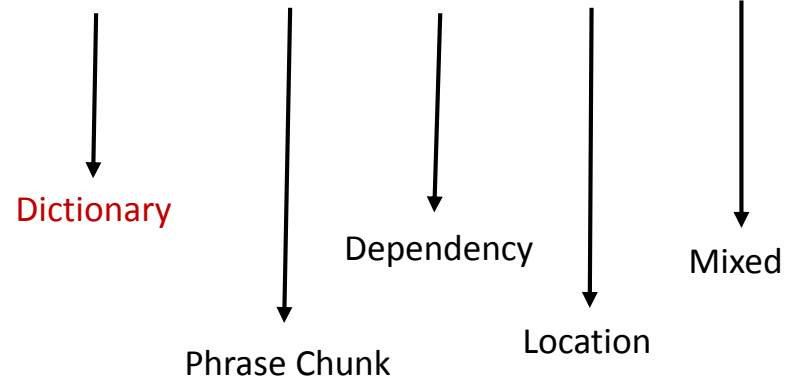 Dictionary
Phrase Chunk
Dependency
Location
Mixed